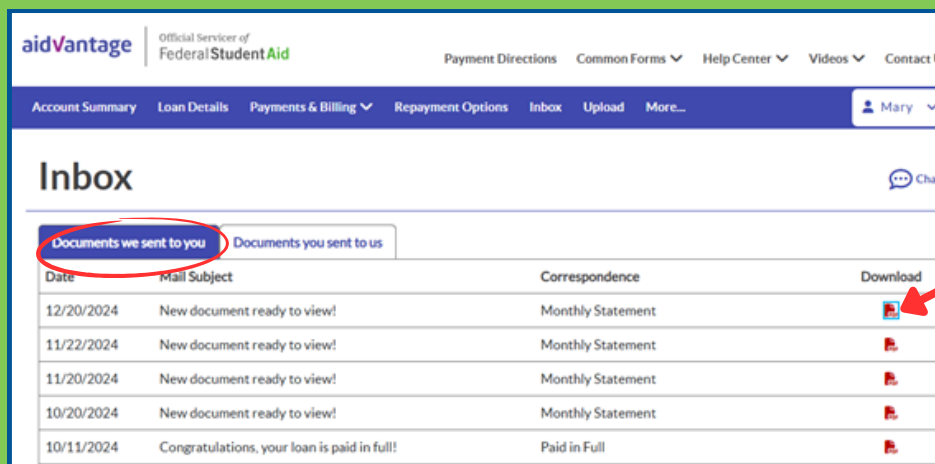 aidvantage
Official Servicer of
Federal Student Aid
Payment Directions Common Forms Help Center Videos Contact
Account Summary Loan Details Payments & Billing Repayment Options Inbox Upload More... Mary
Inbox
Documents we sent to you Documents you sent to us
Date Mail Subject Correspondence Download
12/20/2024 New document ready to view! Monthly Statement
11/22/2024 New document ready to view! Monthly Statement
11/20/2024 New document ready to view! Monthly Statement
10/20/2024 New document ready to view! Monthly Statement
10/11/2024 Congratulations, your loan is paid in full! Paid in Full